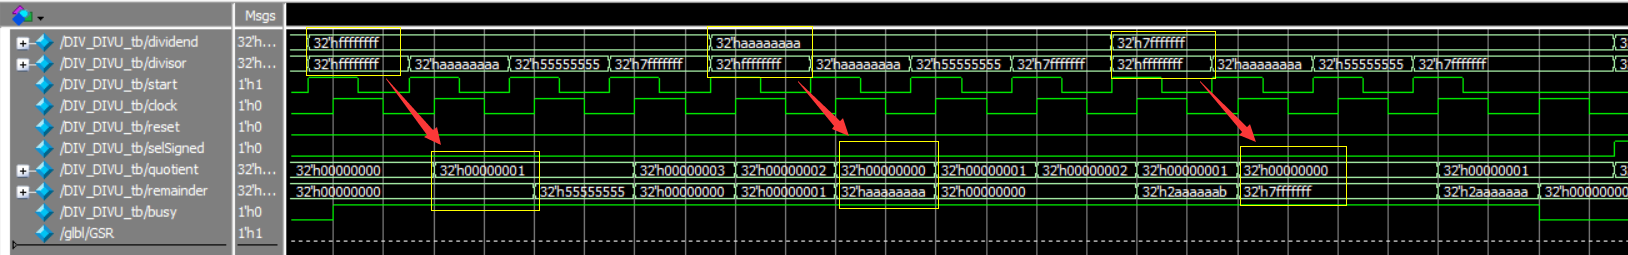 Msgs
/DIV_DIVU_tb/dividend 32'h... 32'hffffffff 32'haaaaaaaa 32'h7fffffff 3
/DIV_DIVU_tb/divisor 32'h... 32'hffffffff 32'haaaaaaaa 32'h55555555 32'h7fffffff 32'hffffffff 32'haaaaaaaa 32'h55555555 32'h7fffffff 32'hffffffff 32'haaaaaaaa 32'h55555555 32'h7fffffff 3
/DIV_DIVU_tb/start 1'h1
/DIV_DIVU_tb/clock 1'h0
/DIV_DIVU_tb/reset 1'h0
/DIV_DIVU_tb/selSigned 1'h0
/DIV_DIVU_tb/quotient 32'h... 32'h00000000 32'h00000001 32'h00000003 32'h00000002 32'h00000000 32'h00000001 32'h00000002 32'h00000001 32'h00000000 32'h00000001 3
/DIV_DIVU_tb/remainder 32'h... 32'h00000000 32'h55555555 32'h00000000 32'h00000001 32'haaaaaaaa 32'h00000000 32'h2aaaaaab 32'h7fffffff 32'h2aaaaaaa 32'h00000000
/DIV_DIVU_tb/busy 1'h0
/glbl/GSR 1'h1